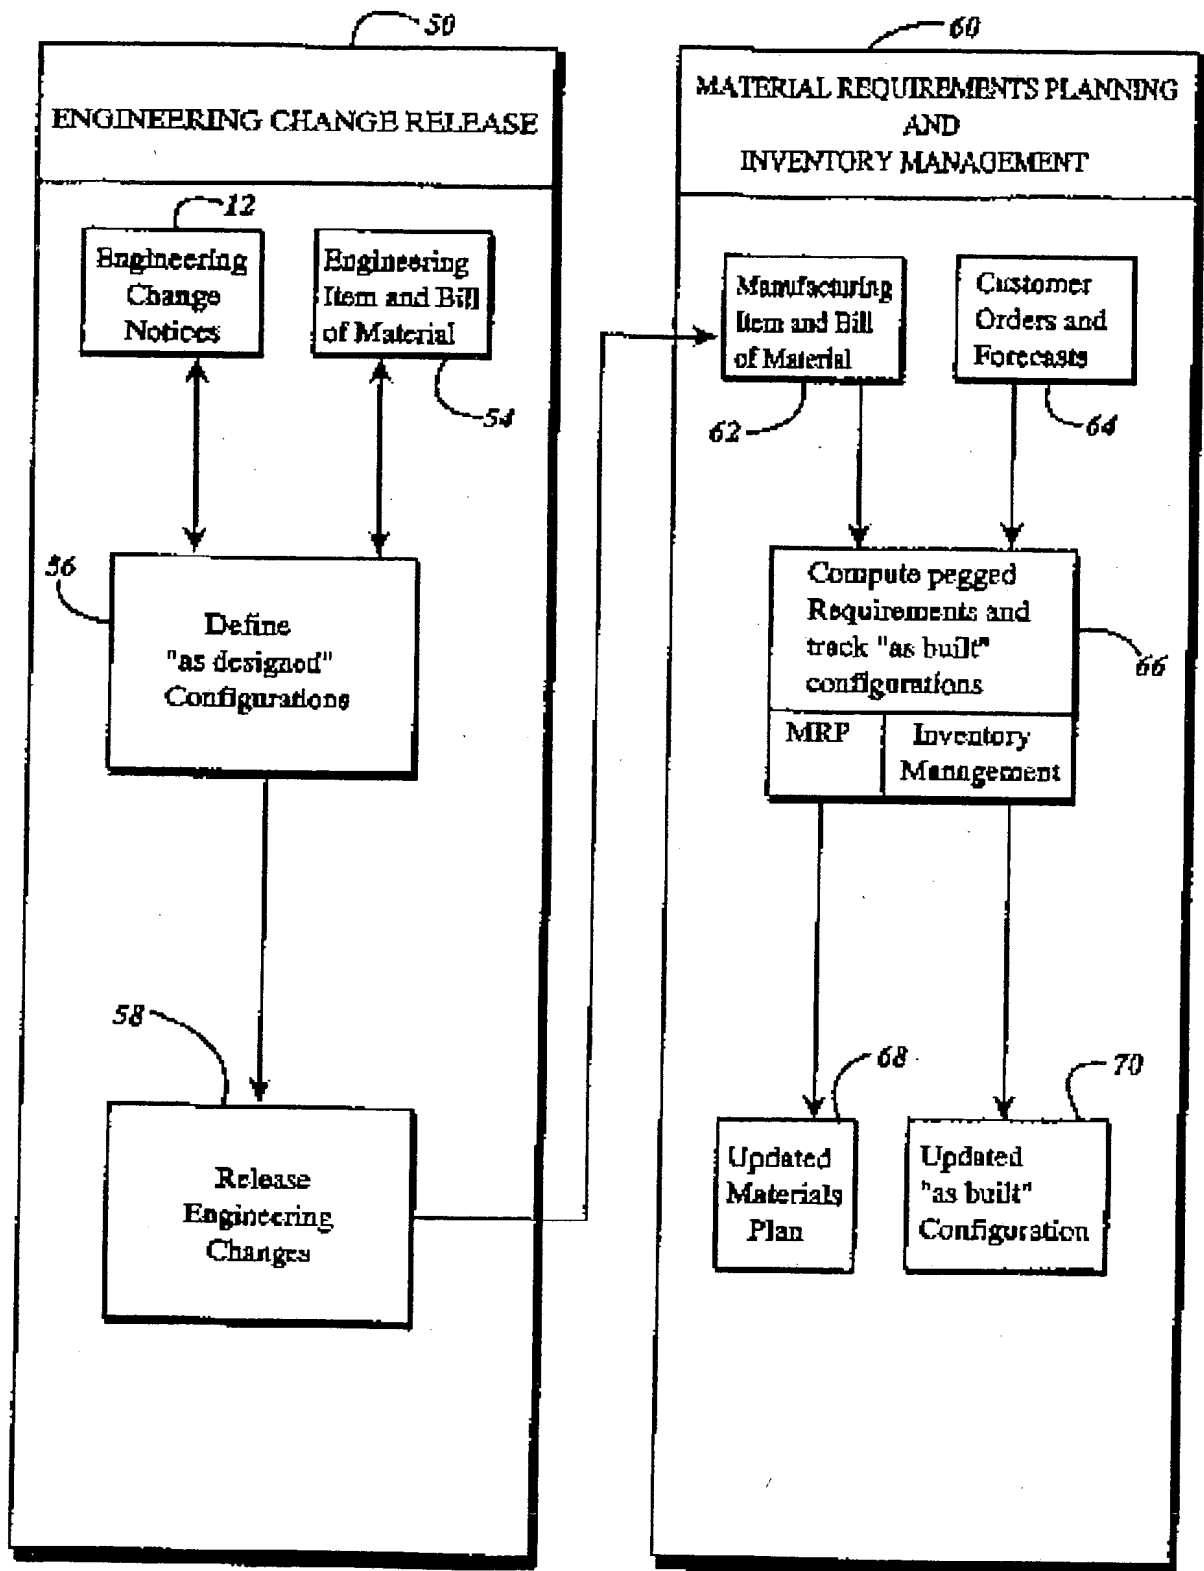 50
ENGINEERING CHANGE RELEASE
12
Engineering
Change
Notices
Engineering
Item and Bill
of Material
54
56
Define
"as designed"
Configurations
58
Release
Engineering
Changes
60
MATERIAL REQUIREMENTS PLANNING
AND
INVENTORY MANAGEMENT
Manufacturing
Item and Bill
of Material
62
Customer
Orders and
Forecasts
64
Compute pegged
Requirements and
track "as built"
configurations
66
MRP
Inventory
Management
68
Updated
Materials
Plan
70
Updated
"as built"
Configuration